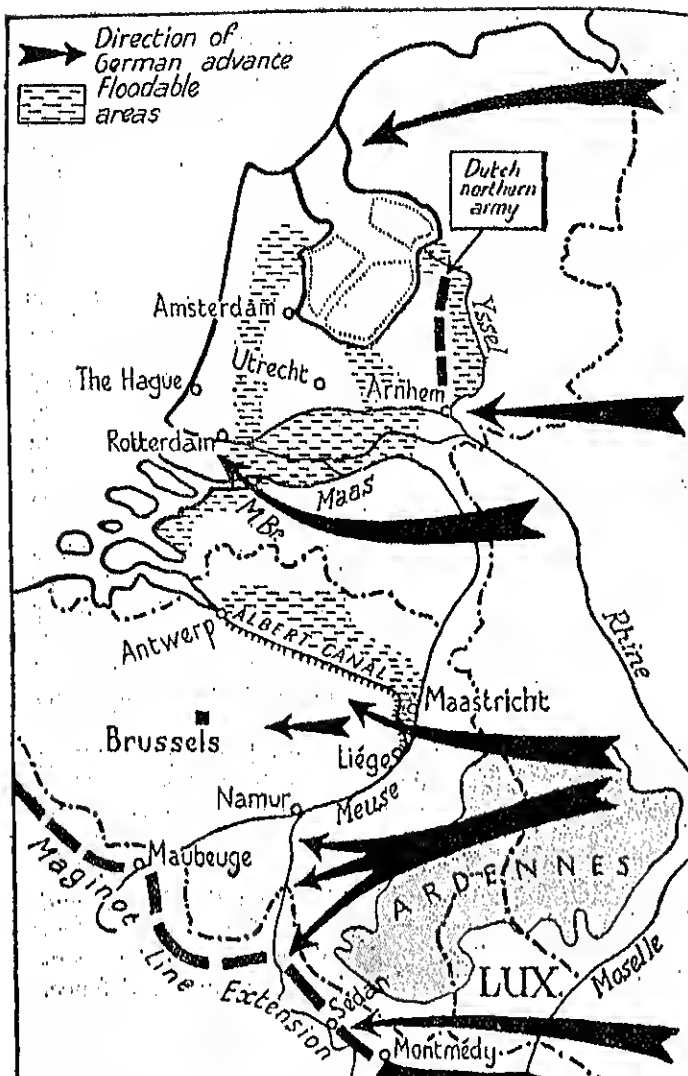 Direction of
German advance
Floodable
areas
Dutch
northern
army
Yssel
Amsterdam
Utrecht
The Hague
Arnhem
Rotterdam
Maas
M.Br.
Antwerp
ALBERT CANAL
Rhine
Maastricht
Brussels
Liége
Namur
Meuse
Maubeuge
ARDENNES
Maginot
Line
Extension
LUX.
Moselle
Sédan
Montmédy